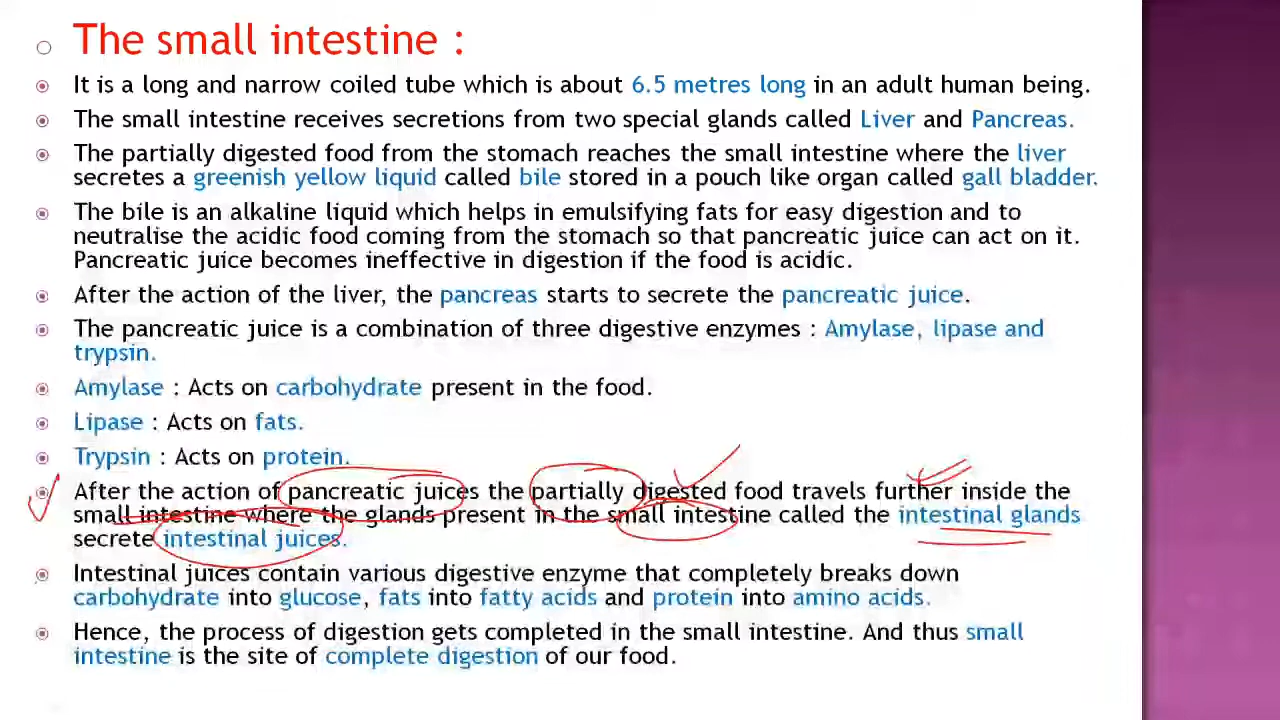 The small intestine :
It is a long and narrow coiled tube which is about 6.5 metres long in an adult human being.
The small intestine receives secretions from two special glands called Liver and Pancreas.
The partially digested food from the stomach reaches the small intestine where the liver
secretes a greenish yellow liquid called bile stored in a pouch like organ called gall bladder.
The bile is an alkaline liquid which helps in emulsifying fats for easy digestion and to
neutralise the acidic food coming from the stomach so that pancreatic juice can act on it.
Pancreatic juice becomes ineffective in digestion if the food is acidic.
After the action of the liver, the pancreas starts to secrete the pancreatic juice.
The pancreatic juice is a combination of three digestive enzymes : Amylase, lipase and
trypsin.
Amylase : Acts on carbohydrate present in the food.
Lipase : Acts on fats.
Trypsin : Acts on protein.
After the action of pancreatic juices the partially digested food travels further inside the
small intestine where the glands present in the small intestine called the intestinal glands
secrete intestinal juices.
Intestinal juices contain various digestive enzyme that completely breaks down
carbohydrate into glucose, fats into fatty acids and protein into amino acids.
Hence, the process of digestion gets completed in the small intestine. And thus small
intestine is the site of complete digestion of our food.